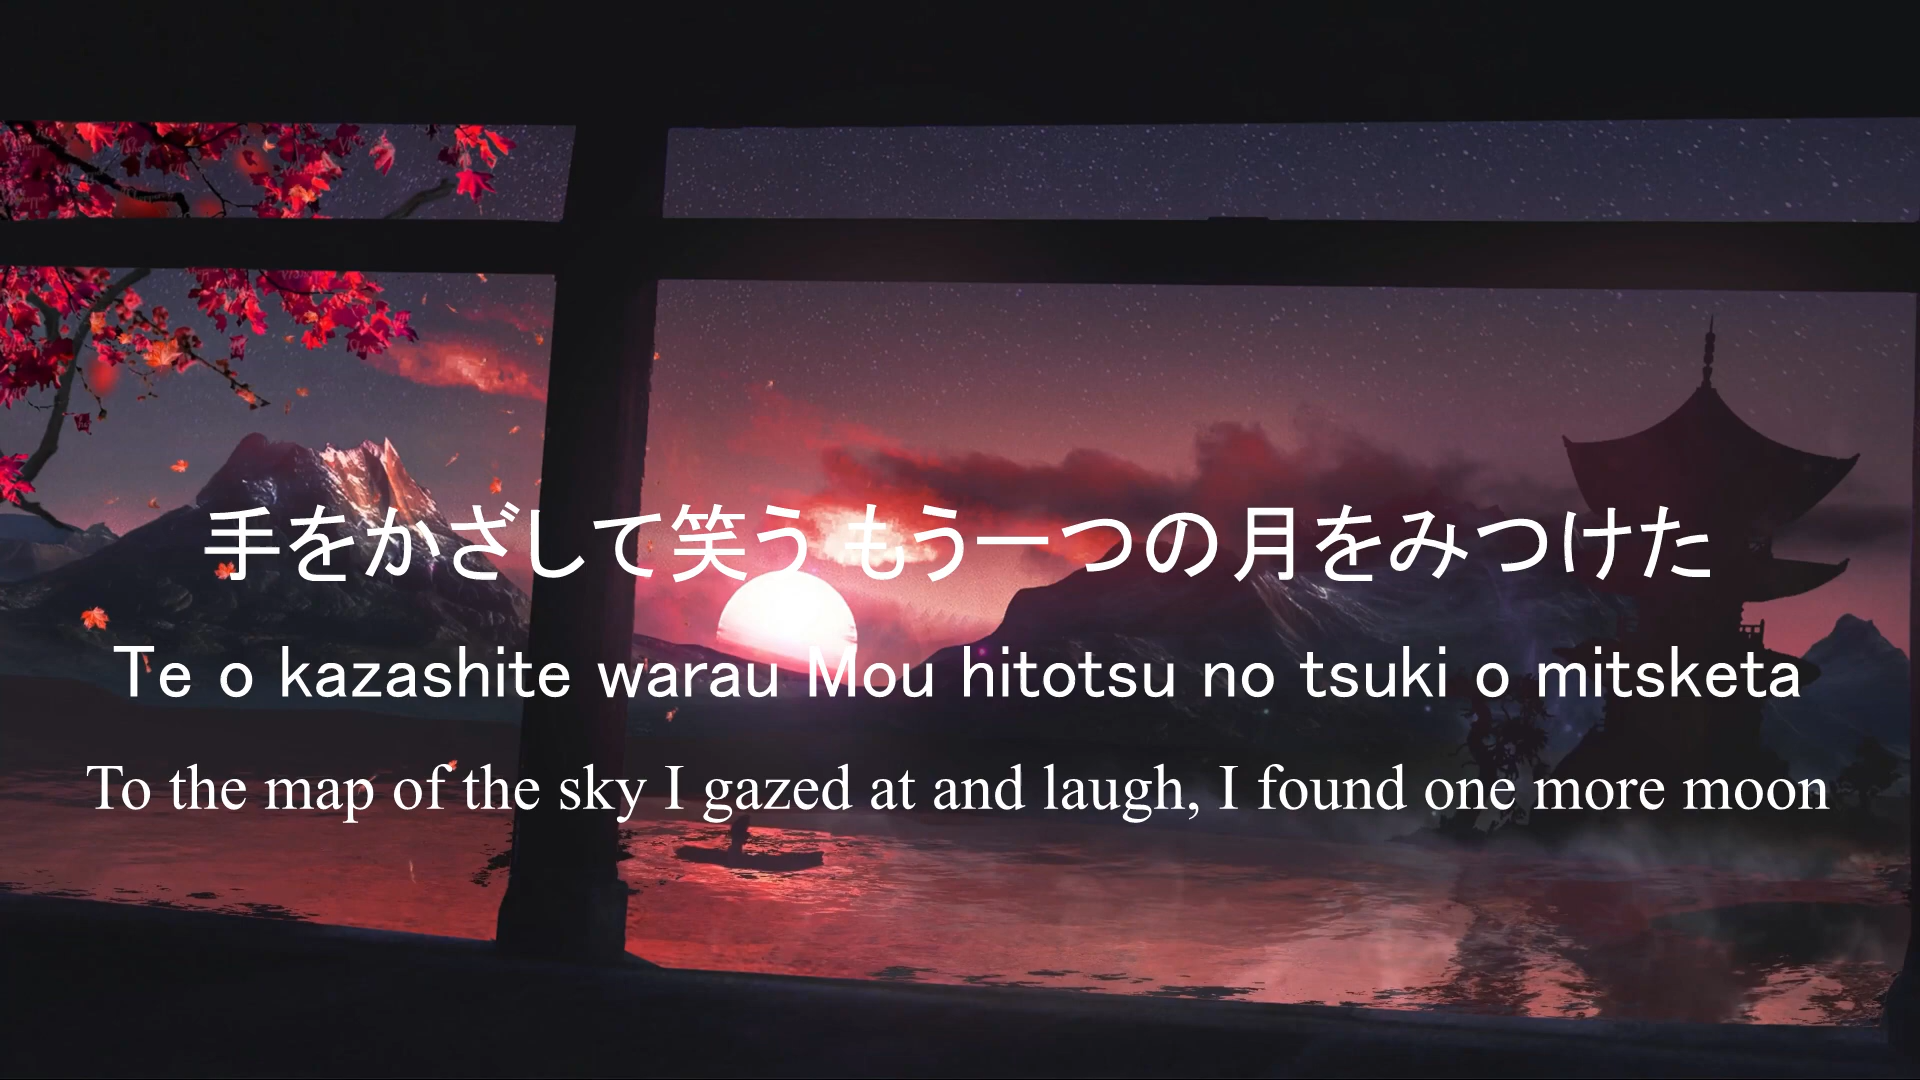 手をかざして笑う もう一つの月をみつけた
Te o kazashite warau Mou hitotsu no tsuki o mitsketa
To the map of the sky I gazed at and laugh, I found one more moon